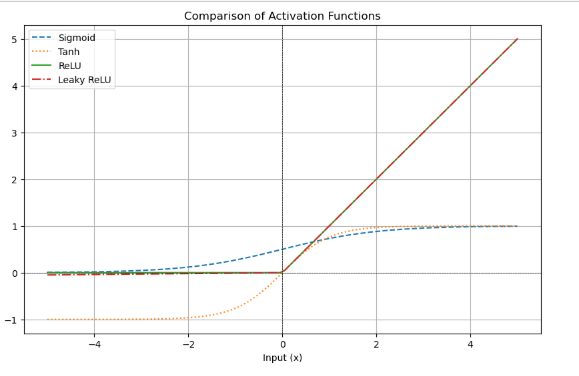 Comparison of Activation Functions
5
4
3
2
1
0
−1
Sigmoid
Tanh
ReLU
Leaky ReLU
−4 −2 0 2 4
Input (x)